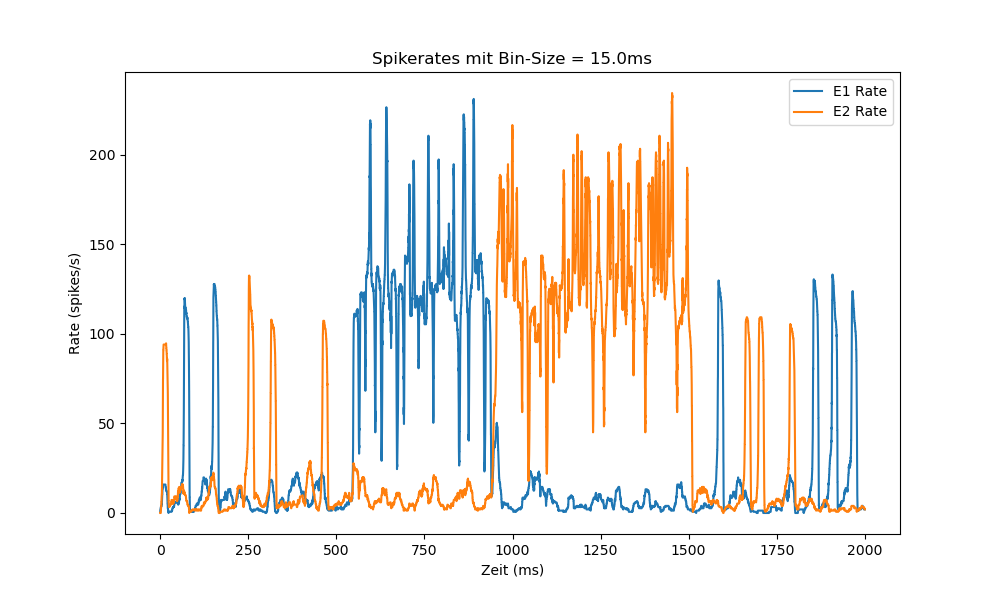 Spikerates mit Bin-Size = 15.0ms
E1 Rate
E2 Rate
Rate (spikes/s)
200
150
100
50
0
0 250 500 750 1000 1250 1500 1750 2000
Zeit (ms)